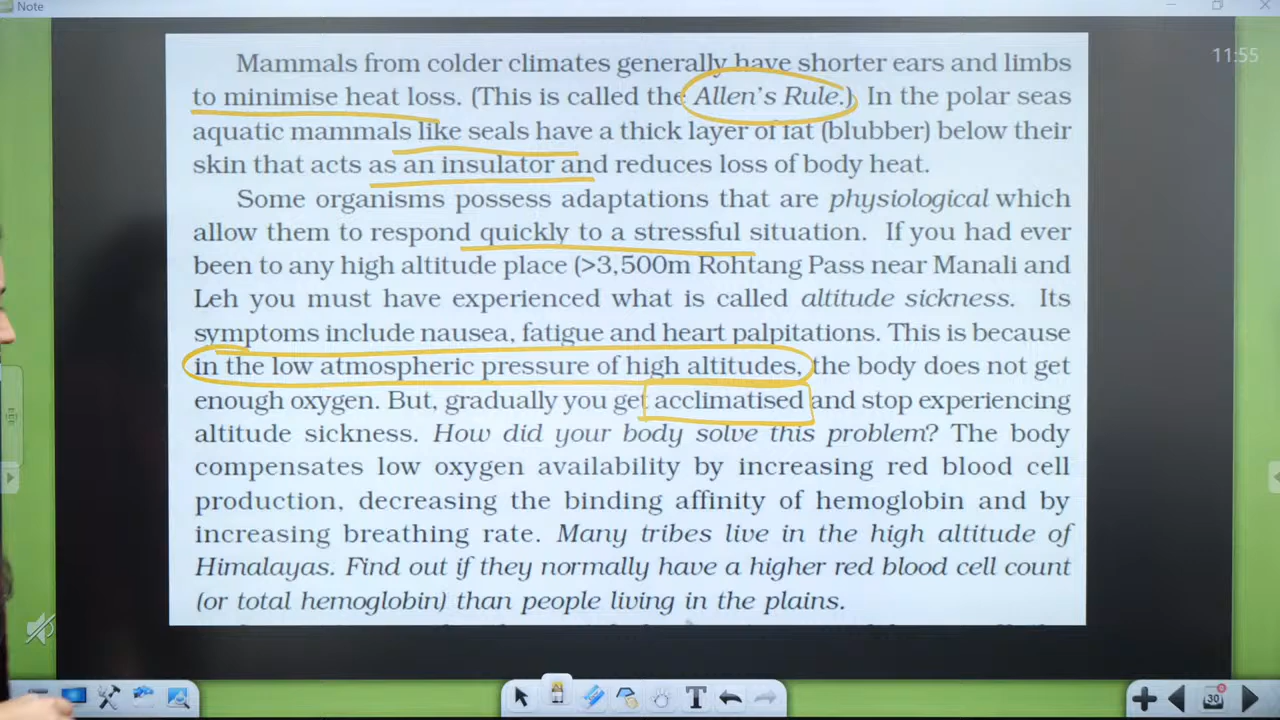 Note
11:55
Mammals from colder climates generally have shorter ears and limbs
to minimise heat loss. (This is called the Allen's Rule.) In the polar seas
aquatic mammals like seals have a thick layer of fat (blubber) below their
skin that acts as an insulator and reduces loss of body heat.
Some organisms possess adaptations that are physiological which
allow them to respond quickly to a stressful situation. If you had ever
been to any high altitude place (>3,500m Rohtang Pass near Manali and
Leh you must have experienced what is called altitude sickness. Its
symptoms include nausea, fatigue and heart palpitations. This is because
in the low atmospheric pressure of high altitudes, the body does not get
enough oxygen. But, gradually you get acclimatised and stop experiencing
altitude sickness. How did your body solve this problem? The body
compensates low oxygen availability by increasing red blood cell
production, decreasing the binding affinity of hemoglobin and by
increasing breathing rate. Many tribes live in the high altitude of
Himalayas. Find out if they normally have a higher red blood cell count
(or total hemoglobin) than people living in the plains.
T
30